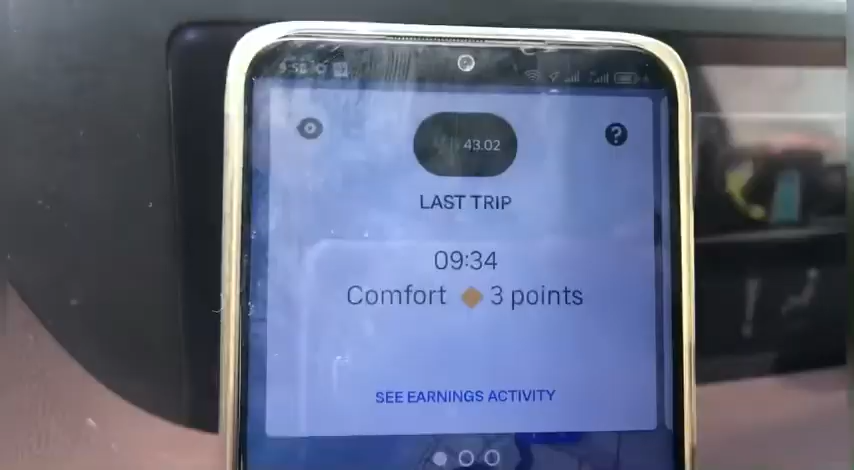 43.02
LAST TRIP
09:34
Comfort 3 points
SEE EARNINGS ACTIVITY